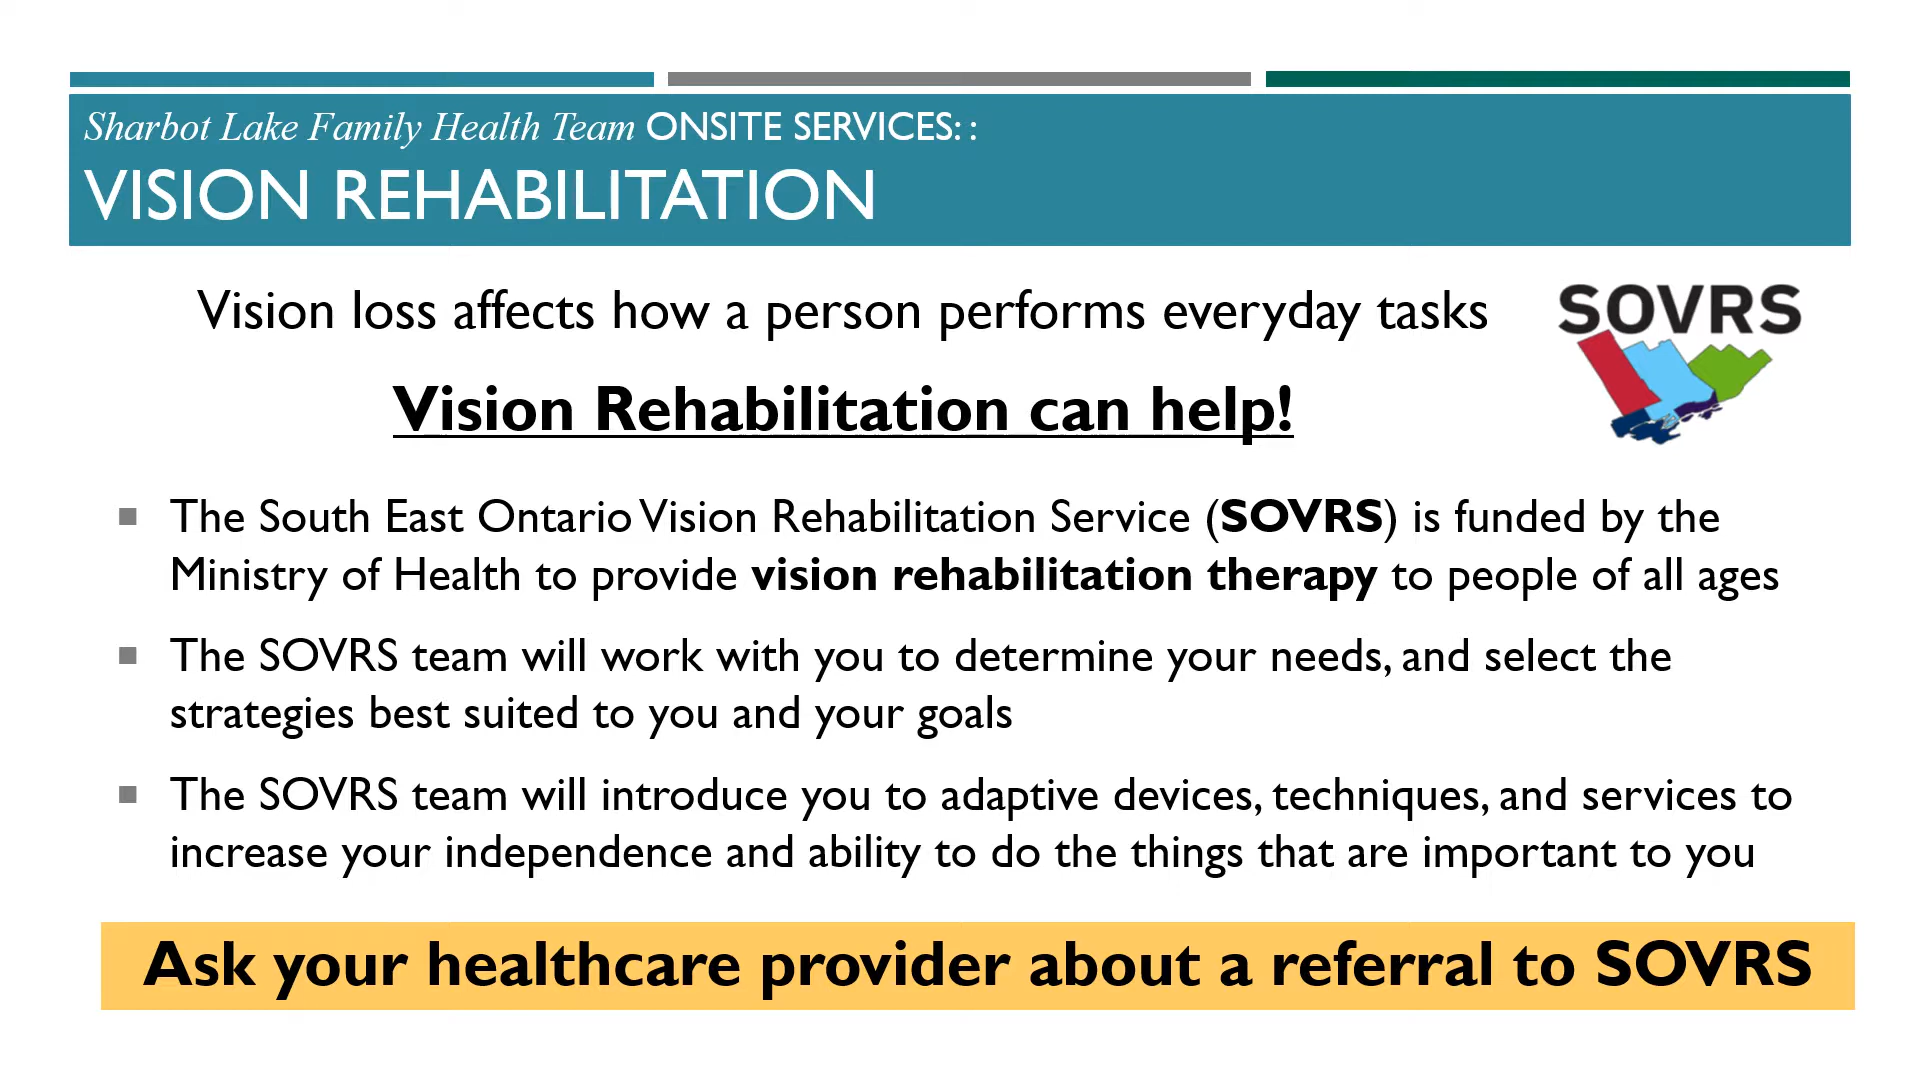 Sharbot Lake Family Health Team ONSITE SERVICES: :
VISION REHABILITATION
Vision loss affects how a person performs everyday tasks
SOVRS
Vision Rehabilitation can help!
The South East Ontario Vision Rehabilitation Service (SOVRS) is funded by the
Ministry of Health to provide vision rehabilitation therapy to people of all ages
The SOVRS team will work with you to determine your needs, and select the
strategies best suited to you and your goals
The SOVRS team will introduce you to adaptive devices, techniques, and services to
increase your independence and ability to do the things that are important to you
Ask your healthcare provider about a referral to SOVRS